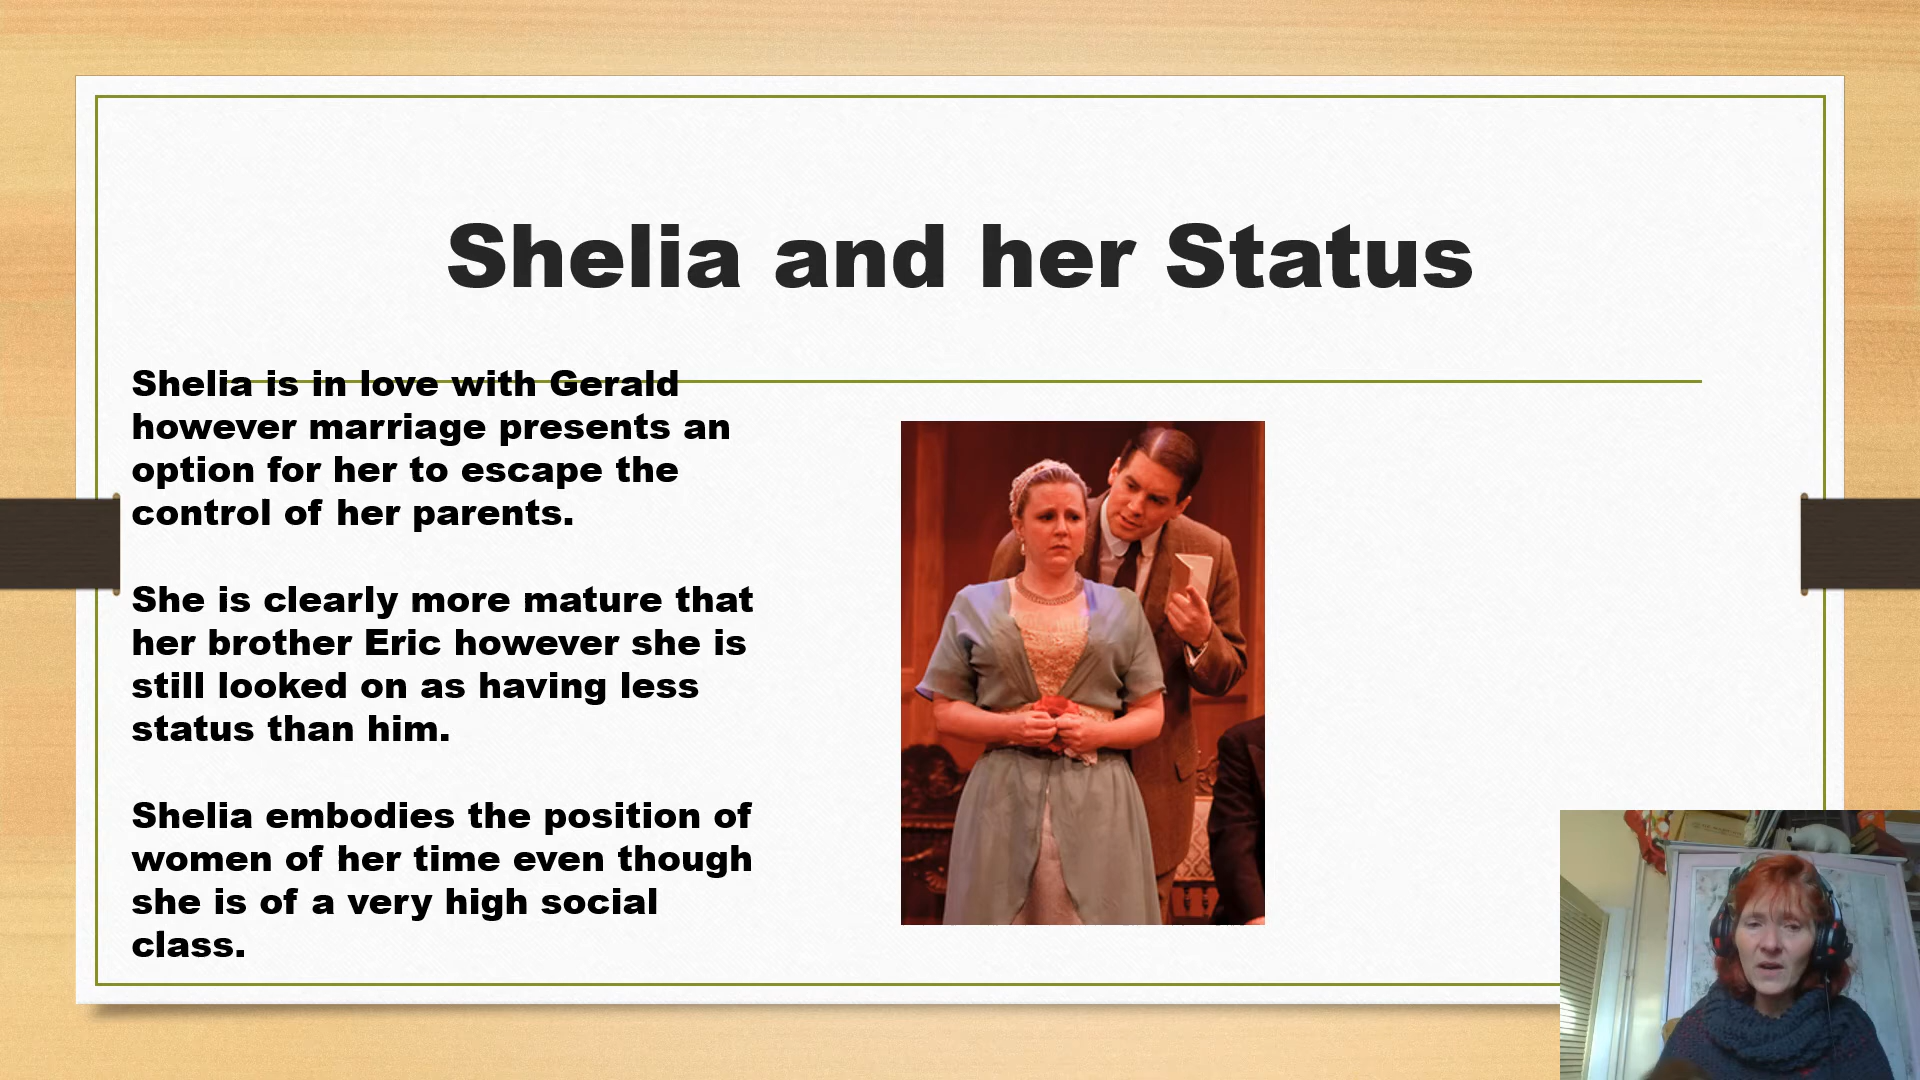 Shelia and her Status
Shelia is in love with Gerald
however marriage presents an
option for her to escape the
control of her parents.
She is clearly more mature that
her brother Eric however she is
still looked on as having less
status than him.
Shelia embodies the position of
women of her time even though
she is of a very high social
class.